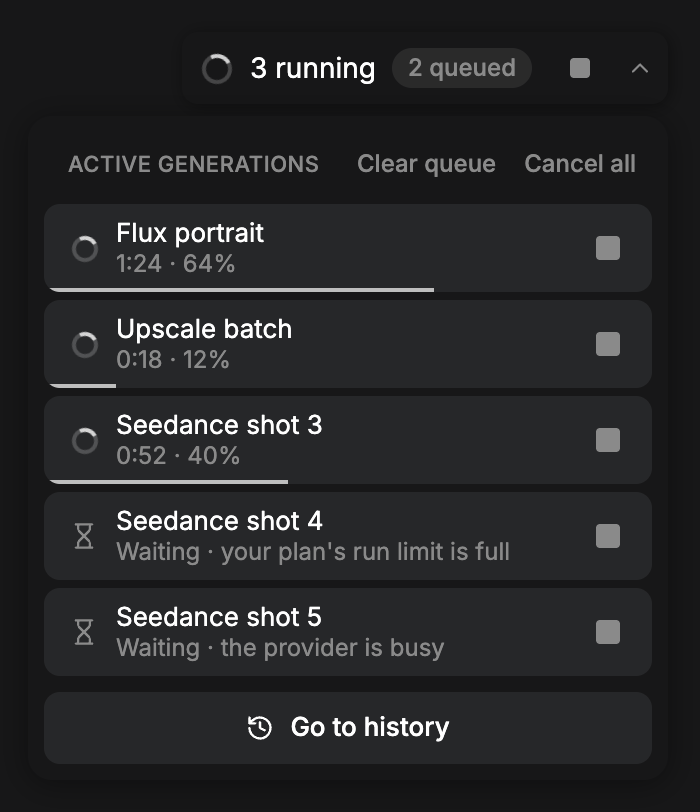 3 running 2 queued
ACTIVE GENERATIONS Clear queue Cancel all
Flux portrait
1:24 · 64%
Upscale batch
0:18 · 12%
Seedance shot 3
0:52 · 40%
Seedance shot 4
Waiting · your plan's run limit is full
Seedance shot 5
Waiting · the provider is busy
Go to history